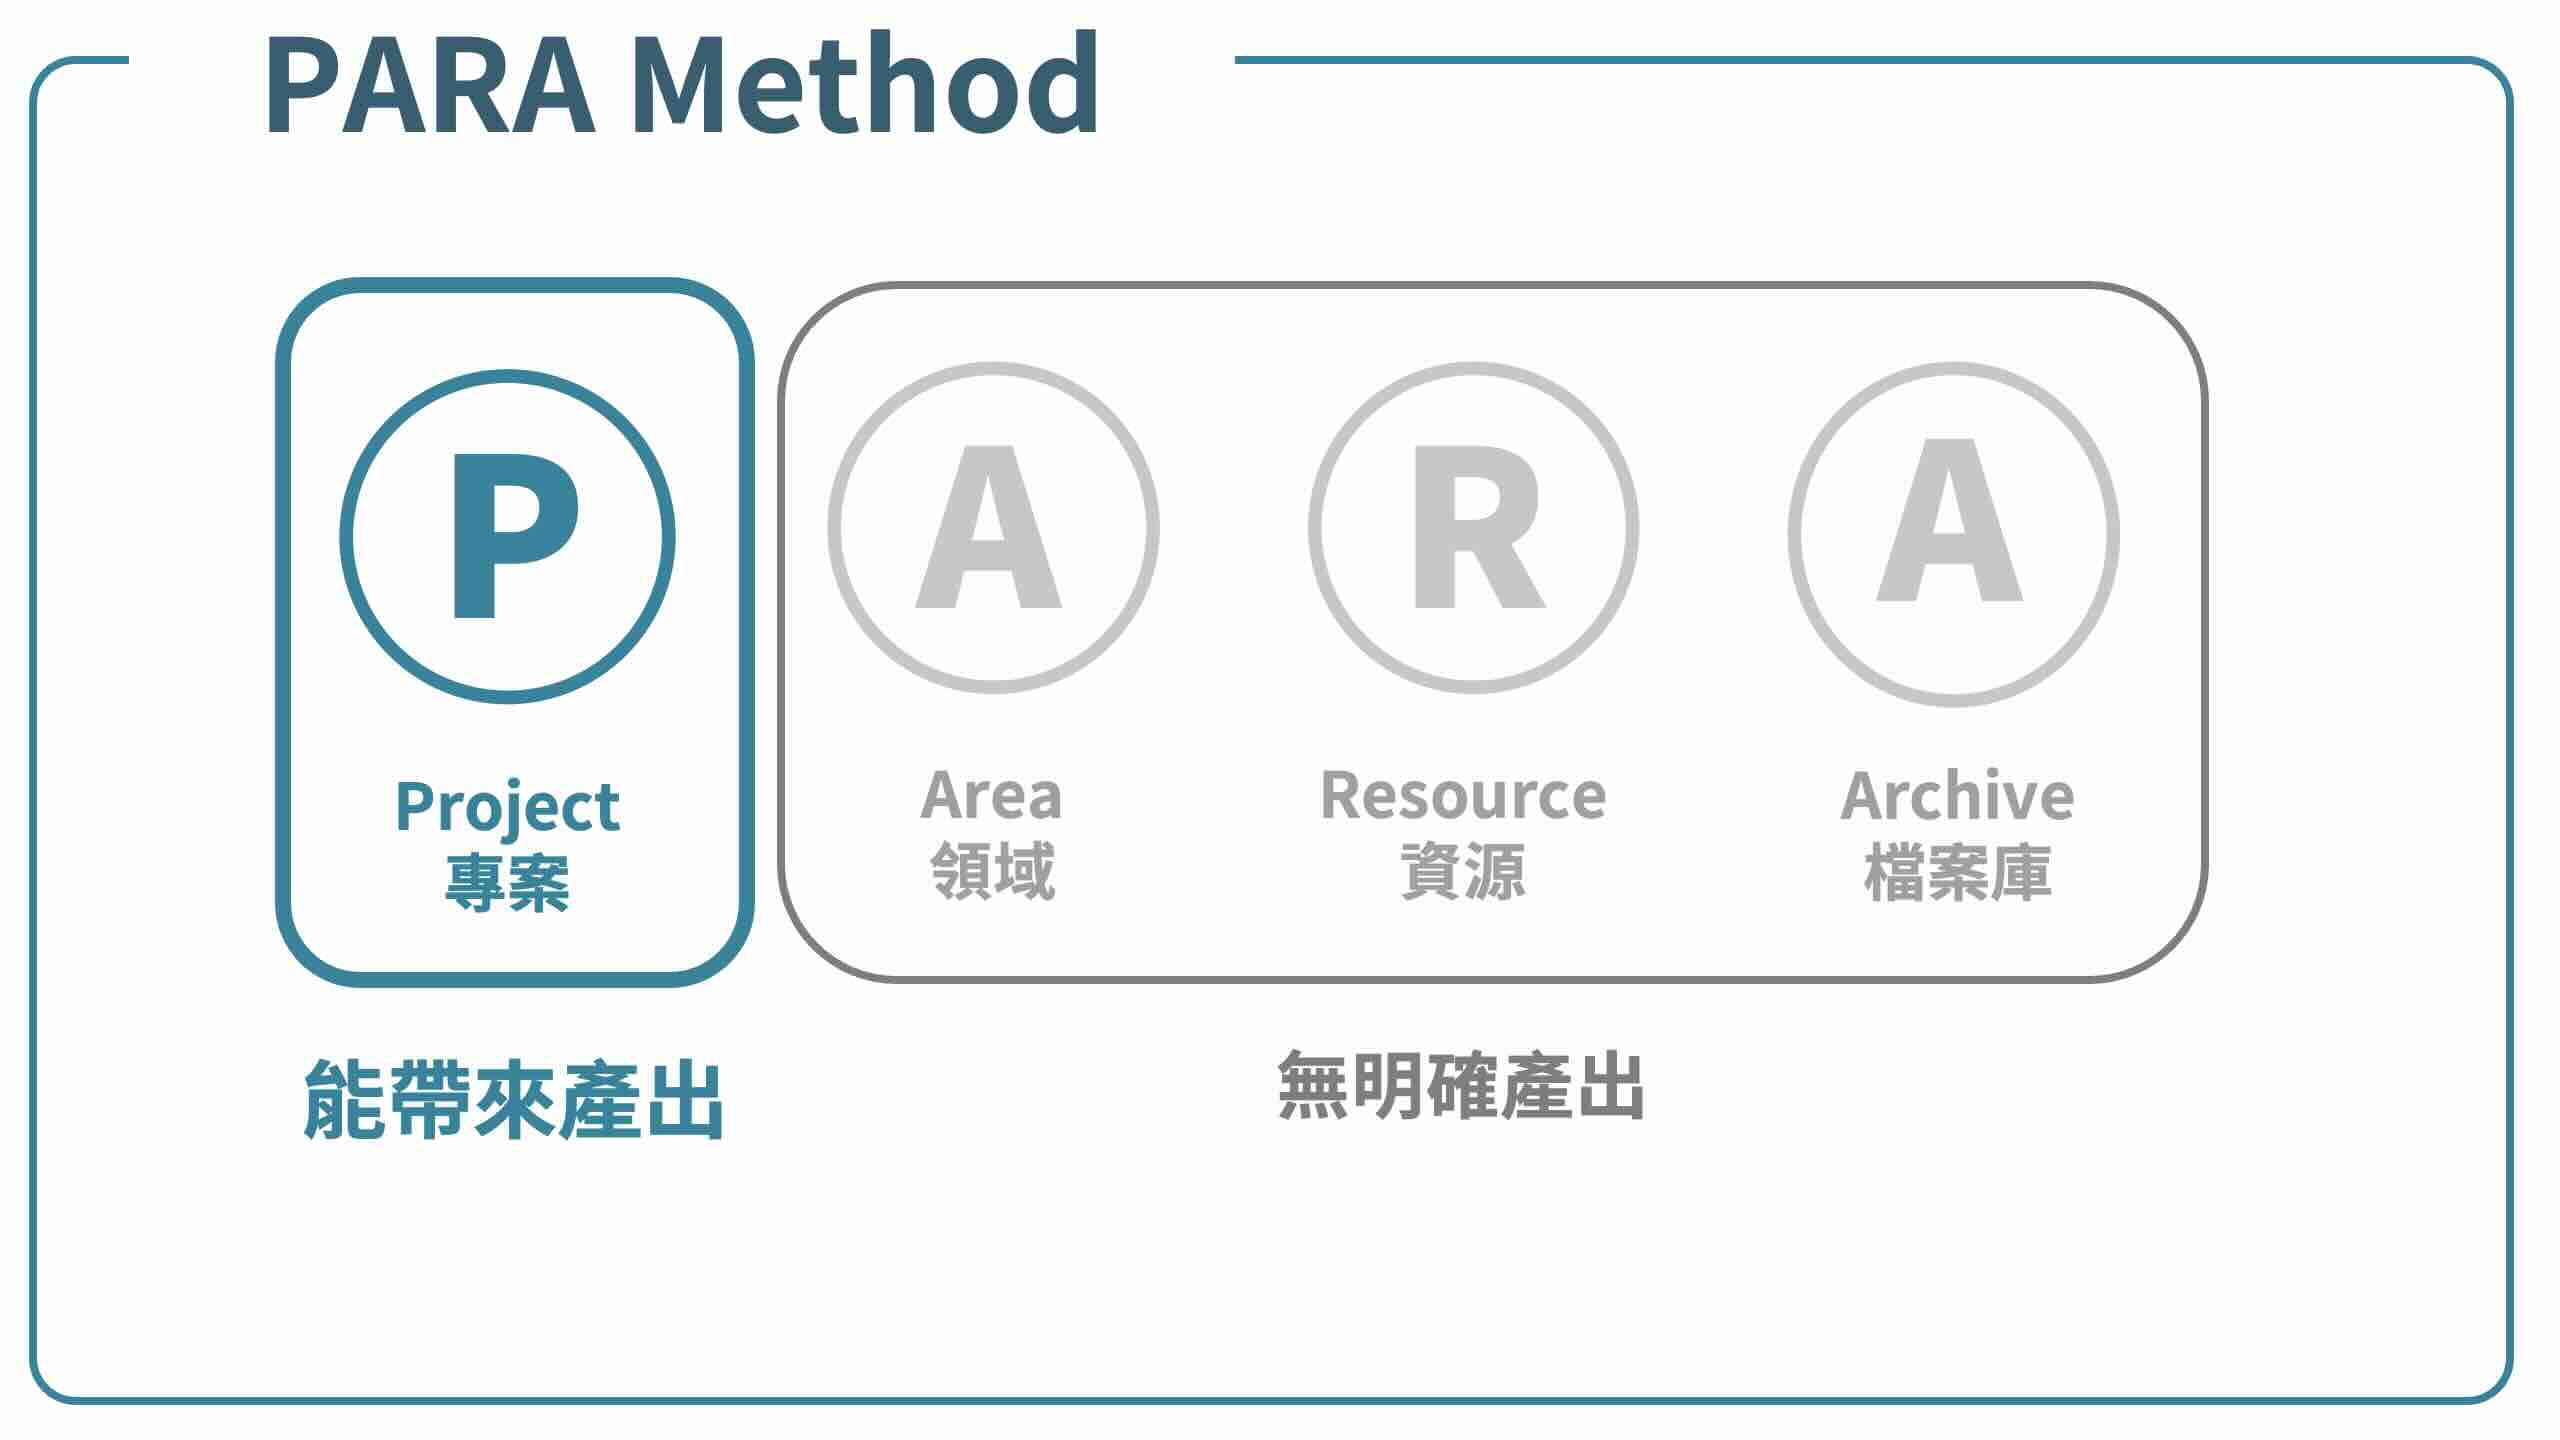 PARA Method
P
Project
專案
A
Area
領域
R
Resource
資源
A
Archive
檔案庫
能帶來產出
無明確產出